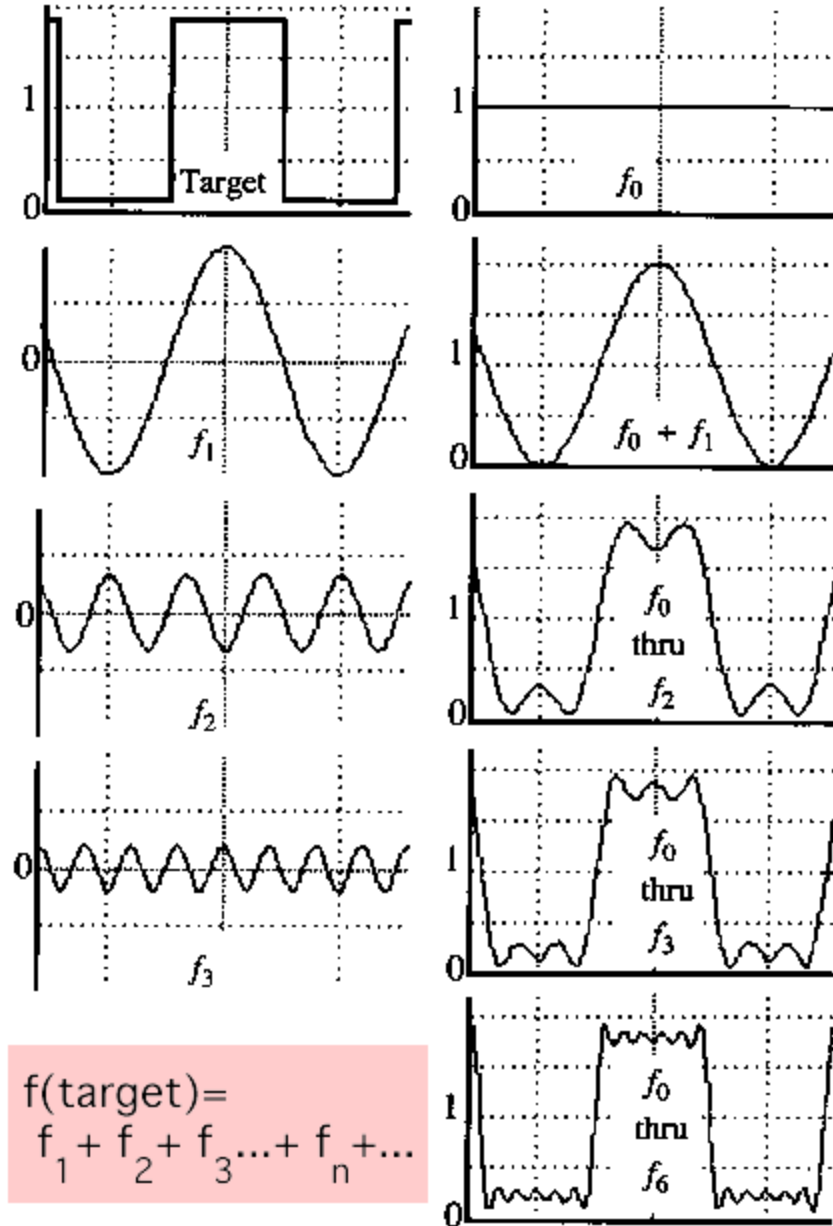 1
0
Target
1
0
f0
0
f1
1
0
f0 + f1
0
f2
1
0
f0
thru
f2
0
f3
1
0
f0
thru
f3
1
0
f0
thru
f6
f(target)=
f1 + f2 + f3...+ fn+...